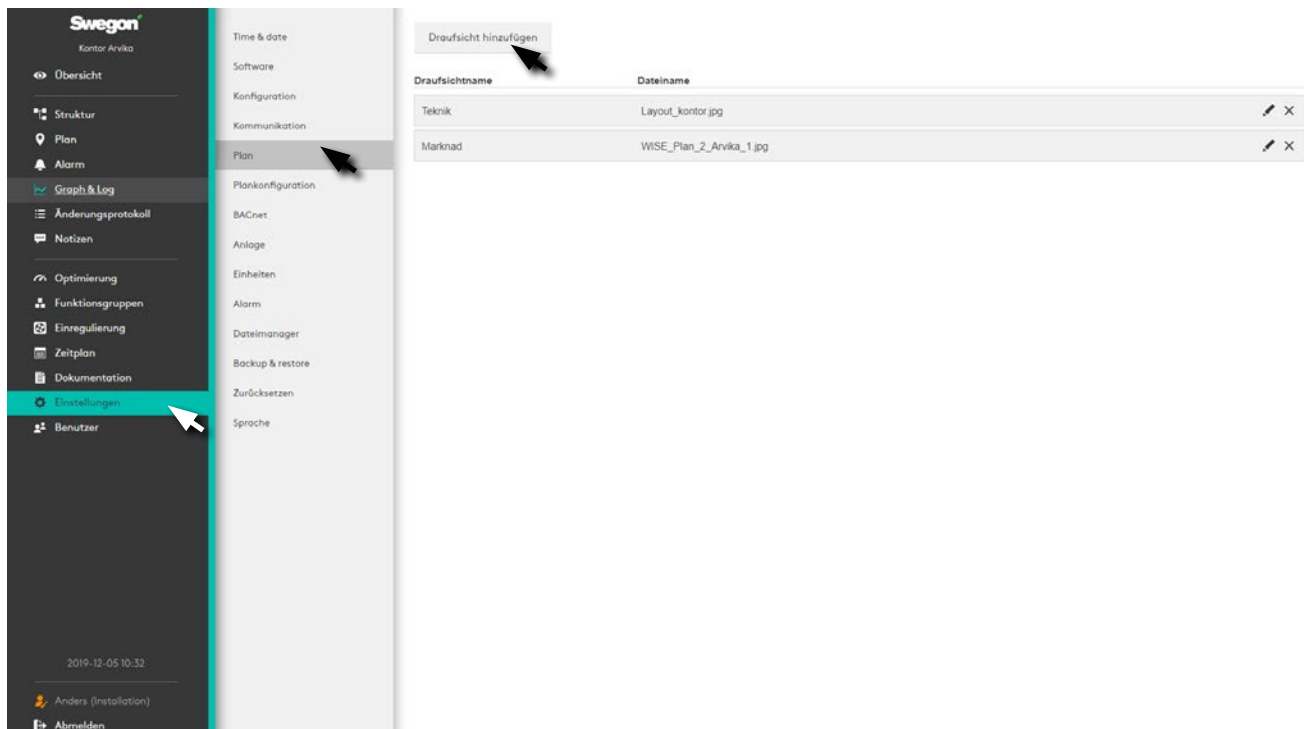 Swegon
Kontor Arvika
Übersicht
Struktur
Plan
Alarm
Graph & Log
Änderungsprotokoll
Notizen
Optimierung
Funktionsgruppen
Einregulierung
Zeitplan
Dokumentation
Einstellungen
Benutzer
2019-12-05 10:32
Anders (Installation)
Abmelden
Time & date
Software
Konfiguration
Kommunikation
Plan
Plankonfiguration
BACnet
Anlage
Einheiten
Alarm
Dateimanager
Backup & restore
Zurücksetzen
Sprache
Draufsicht hinzufügen
Draufsichtname Dateiname
Teknik Layout_kontor.jpg
Marknad WISE_Plan_2_Arvika_1.jpg